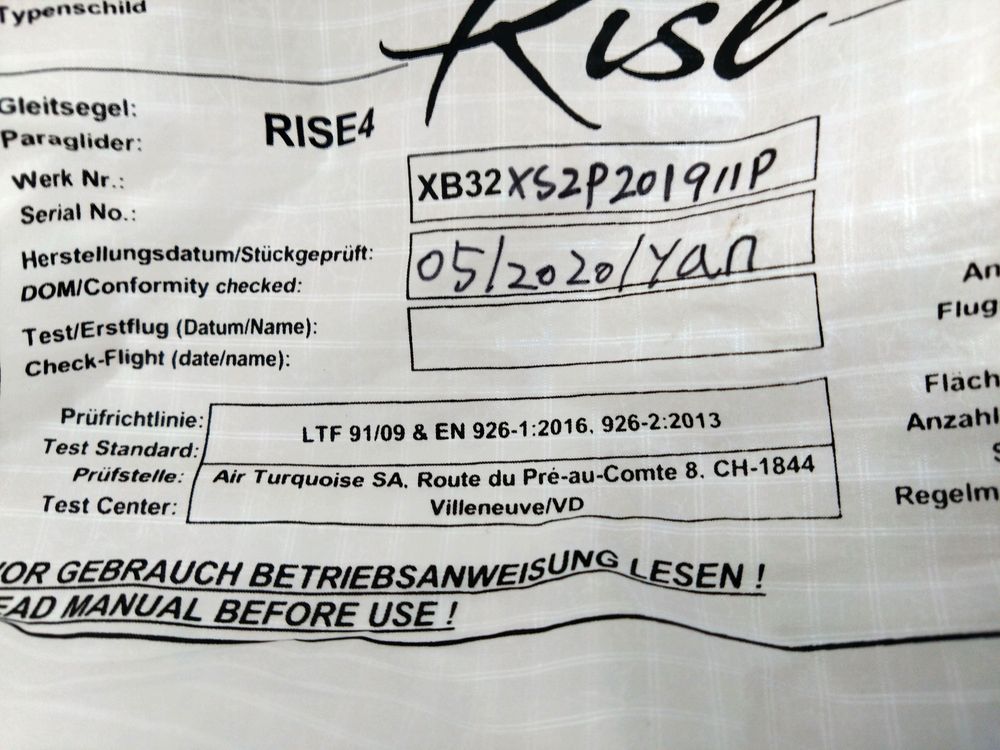 Typenschild
Rise
Gleitsegel:
Paraglider:
RISE4
Werk Nr.:
Serial No.:
XB32XS2P201911P
Herstellungsdatum/Stückgeprüft:
DOM/Conformity checked:
05/2020/Yan
Test/Erstflug (Datum/Name):
Check-Flight (date/name):
Prüfrichtlinie:
Test Standard:
LTF 91/09 & EN 926-1:2016, 926-2:2013
Prüfstelle:
Test Center:
Air Turquoise SA, Route du Pré-au-Comte 8, CH-1844
Villeneuve/VD
An
Flug
Fläch
Anzahl
Regelm
OR GEBRAUCH BETRIEBSANWEISUNG LESEN !
EAD MANUAL BEFORE USE !